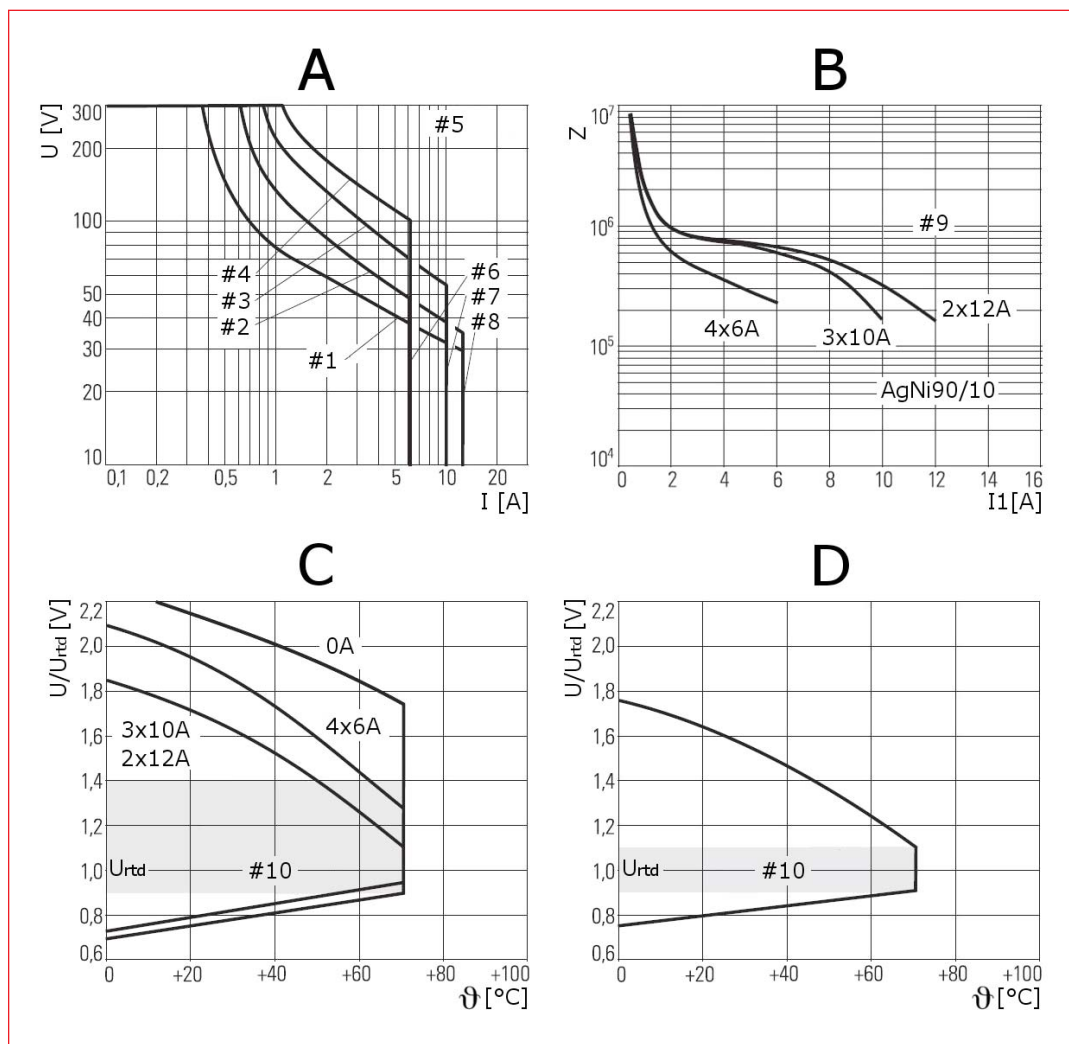 A
U [V]
300
200
100
50
40
30
20
10
0,1 0,2 0,5 1 2 5 10 20
I [A]
#5
#4
#3
#2
#1
#6
#7
#8
B
Z
10⁷
10⁶
10⁵
10⁴
0 2 4 6 8 10 12 14 16
I1[A]
#9
4x6A
3x10A
2x12A
AgNi90/10
C
U/Urtd [V]
2,2
2,0
1,8
1,6
1,4
1,2
1,0
0,8
0,6
0 +20 +40 +60 +80 +100
ϑ [°C]
0A
4x6A
3x10A
2x12A
Urtd
#10
D
U/Urtd [V]
2,2
2,0
1,8
1,6
1,4
1,2
1,0
0,8
0,6
0 +20 +40 +60 +80 +100
ϑ [°C]
Urtd
#10